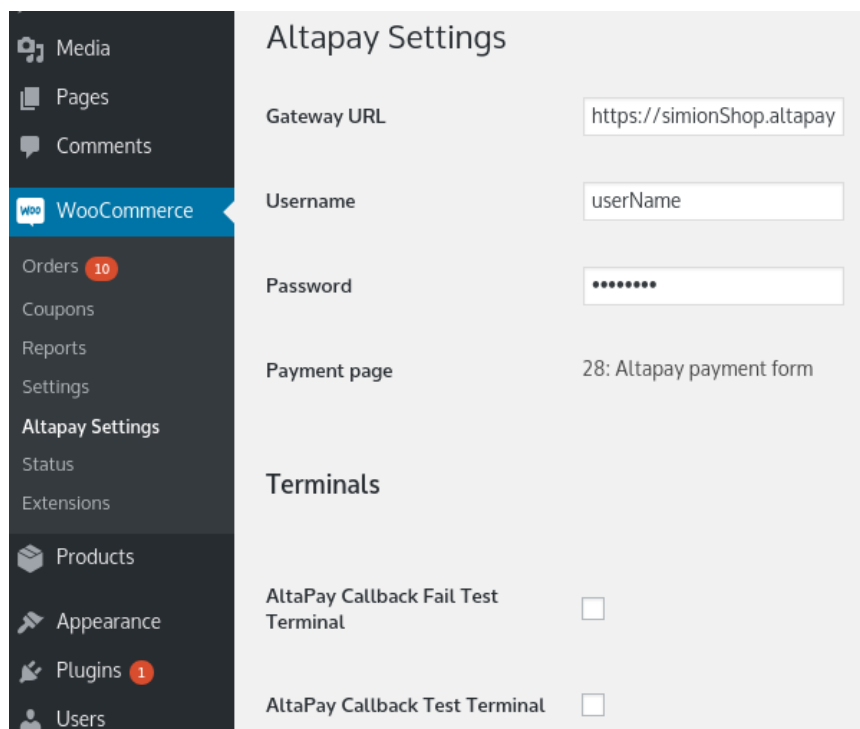 Media
Pages
Comments
WOO WooCommerce
Orders 10
Coupons
Reports
Settings
Altapay Settings
Status
Extensions
Products
Appearance
Plugins 1
Users
Altapay Settings
Gateway URL https://simionShop.altapay
Username userName
Password ••••••••
Payment page 28: Altapay payment form
Terminals
AltaPay Callback Fail Test
Terminal
AltaPay Callback Test Terminal